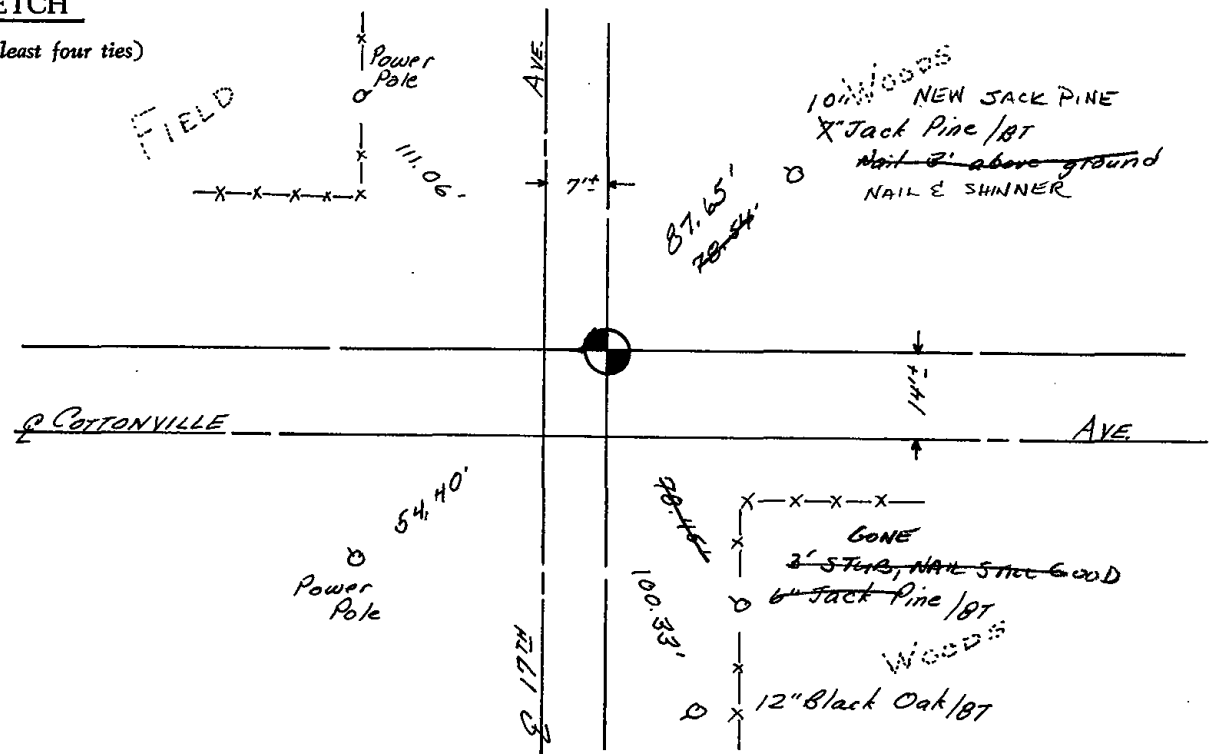 ETCH
least four ties)
Power
Pole
FIELD
111.06
AVE.
7'±
10" WOODS NEW JACK PINE
7" Jack Pine / BT
Nail 3' above ground
NAIL & SHINNER
87.65'
78.54'
14'±
℄ COTTONVILLE AVE.
54.40'
Power
Pole
78.45'
GONE
3' STUB, NAIL STILL GOOD
6" Jack Pine / BT
WOODS
100.33'
12" Black Oak / BT
℄ 17TH